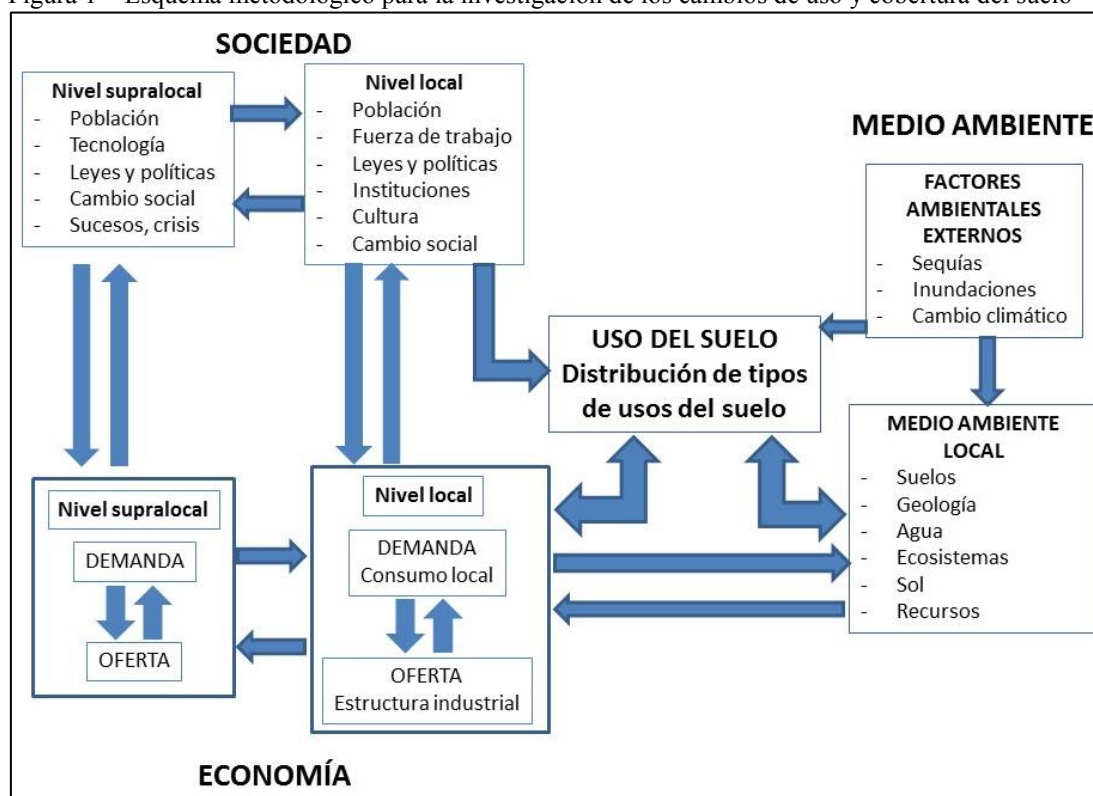 Figura 1 – Esquema metodológico para la investigación de los cambios de uso y cobertura del suelo
SOCIEDAD
Nivel supralocal
- Población
- Tecnología
- Leyes y políticas
- Cambio social
- Sucesos, crisis
Nivel local
- Población
- Fuerza de trabajo
- Leyes y políticas
- Instituciones
- Cultura
- Cambio social
MEDIO AMBIENTE
FACTORES
AMBIENTALES
EXTERNOS
- Sequías
- Inundaciones
- Cambio climático
USO DEL SUELO
Distribución de tipos
de usos del suelo
MEDIO AMBIENTE
LOCAL
- Suelos
- Geología
- Agua
- Ecosistemas
- Sol
- Recursos
Nivel supralocal
DEMANDA
OFERTA
Nivel local
DEMANDA
Consumo local
OFERTA
Estructura industrial
ECONOMÍA